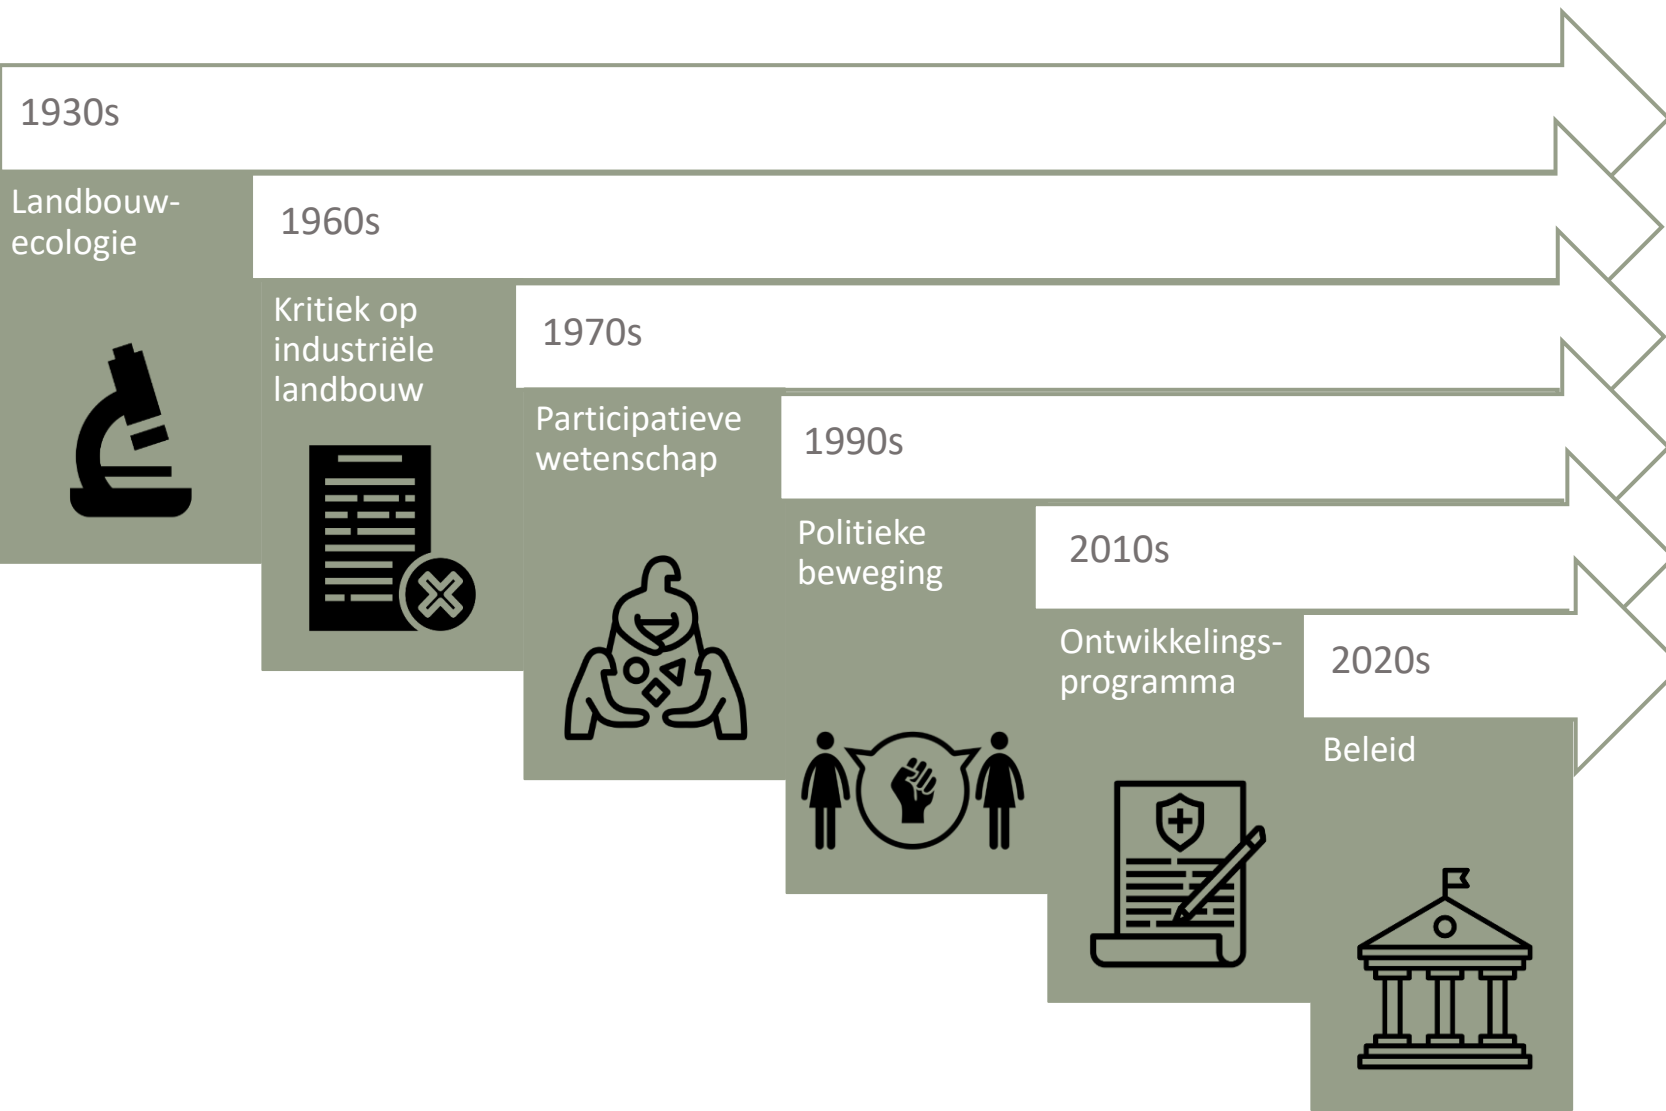 1930s
Landbouw-
ecologie
1960s
Kritiek op
industriële
landbouw
1970s
Participatieve
wetenschap
1990s
Politieke
beweging
2010s
Ontwikkelings-
programma
2020s
Beleid